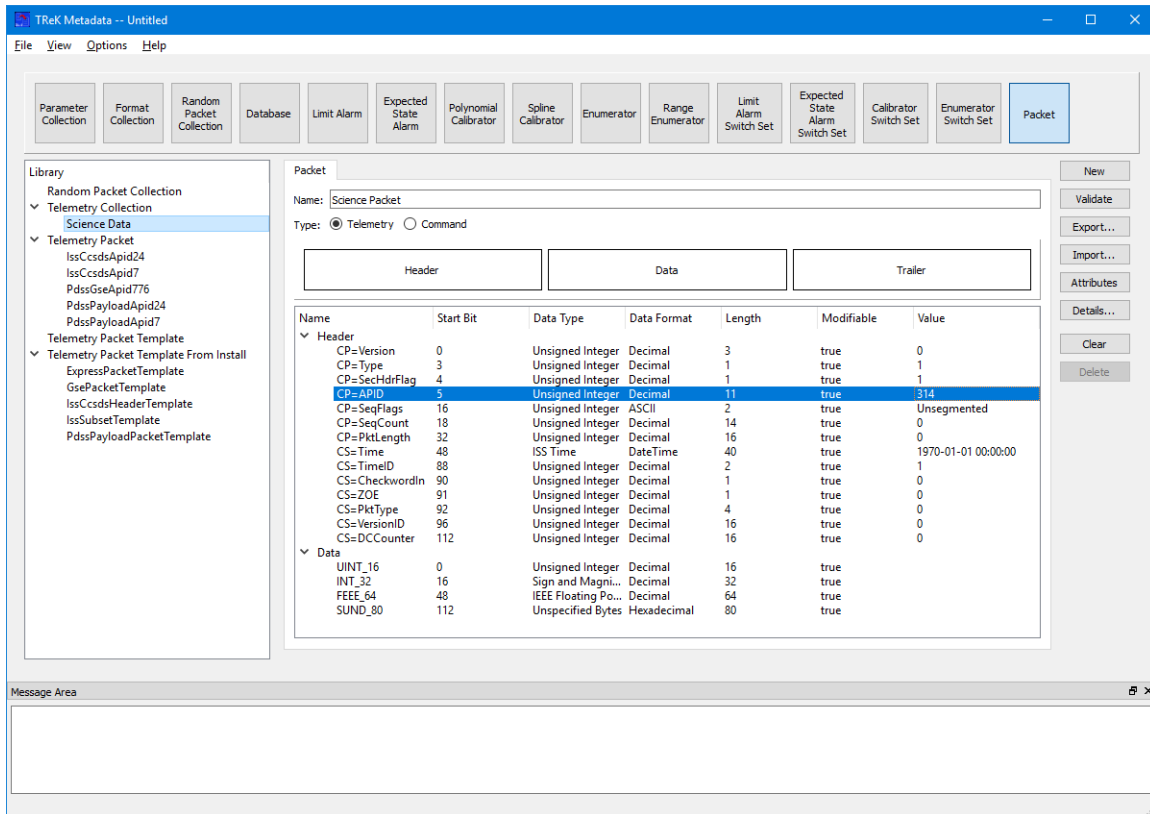 TReK Metadata -- Untitled
File View Options Help
Parameter Collection
Format Collection
Random Packet Collection
Database
Limit Alarm
Expected State Alarm
Polynomial Calibrator
Spline Calibrator
Enumerator
Range Enumerator
Limit Alarm Switch Set
Expected State Alarm Switch Set
Calibrator Switch Set
Enumerator Switch Set
Packet
Library
Random Packet Collection
Telemetry Collection
Science Data
Telemetry Packet
IssCcsdsApid24
IssCcsdsApid7
PdssGseApid776
PdssPayloadApid24
PdssPayloadApid7
Telemetry Packet Template
Telemetry Packet Template From Install
ExpressPacketTemplate
GsePacketTemplate
IssCcsdsHeaderTemplate
IssSubsetTemplate
PdssPayloadPacketTemplate
Packet
Name: Science Packet
Type: Telemetry Command
Header Data Trailer
Name Start Bit Data Type Data Format Length Modifiable Value
Header
CP=Version 0 Unsigned Integer Decimal 3 true 0
CP=Type 3 Unsigned Integer Decimal 1 true 1
CP=SecHdrFlag 4 Unsigned Integer Decimal 1 true 1
CP=APID 5 Unsigned Integer Decimal 11 true 314
CP=SeqFlags 16 Unsigned Integer ASCII 2 true Unsegmented
CP=SeqCount 18 Unsigned Integer Decimal 14 true 0
CP=PktLength 32 Unsigned Integer Decimal 16 true 0
CS=Time 48 ISS Time DateTime 40 true 1970-01-01 00:00:00
CS=TimeID 88 Unsigned Integer Decimal 2 true 1
CS=CheckwordIn 90 Unsigned Integer Decimal 1 true 0
CS=ZOE 91 Unsigned Integer Decimal 1 true 0
CS=PktType 92 Unsigned Integer Decimal 4 true 0
CS=VersionID 96 Unsigned Integer Decimal 16 true 0
CS=DCCounter 112 Unsigned Integer Decimal 16 true 0
Data
UINT_16 0 Unsigned Integer Decimal 16 true
INT_32 16 Sign and Magni... Decimal 32 true
FEEE_64 48 IEEE Floating Po... Decimal 64 true
SUND_80 112 Unspecified Bytes Hexadecimal 80 true
New
Validate
Export...
Import...
Attributes
Details...
Clear
Delete
Message Area